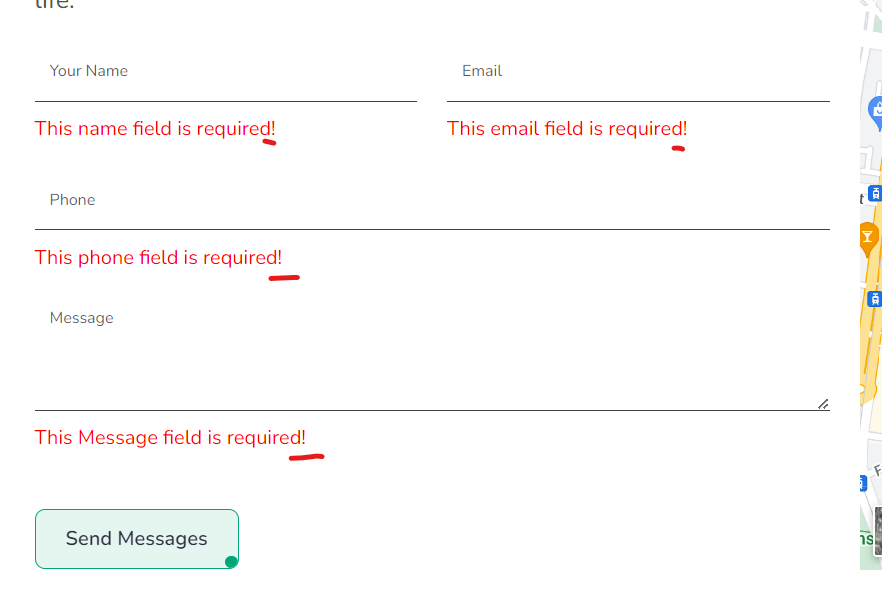 life.
Your Name
Email
This name field is required!
This email field is required!
Phone
This phone field is required!
Message
This Message field is required!
Send Messages